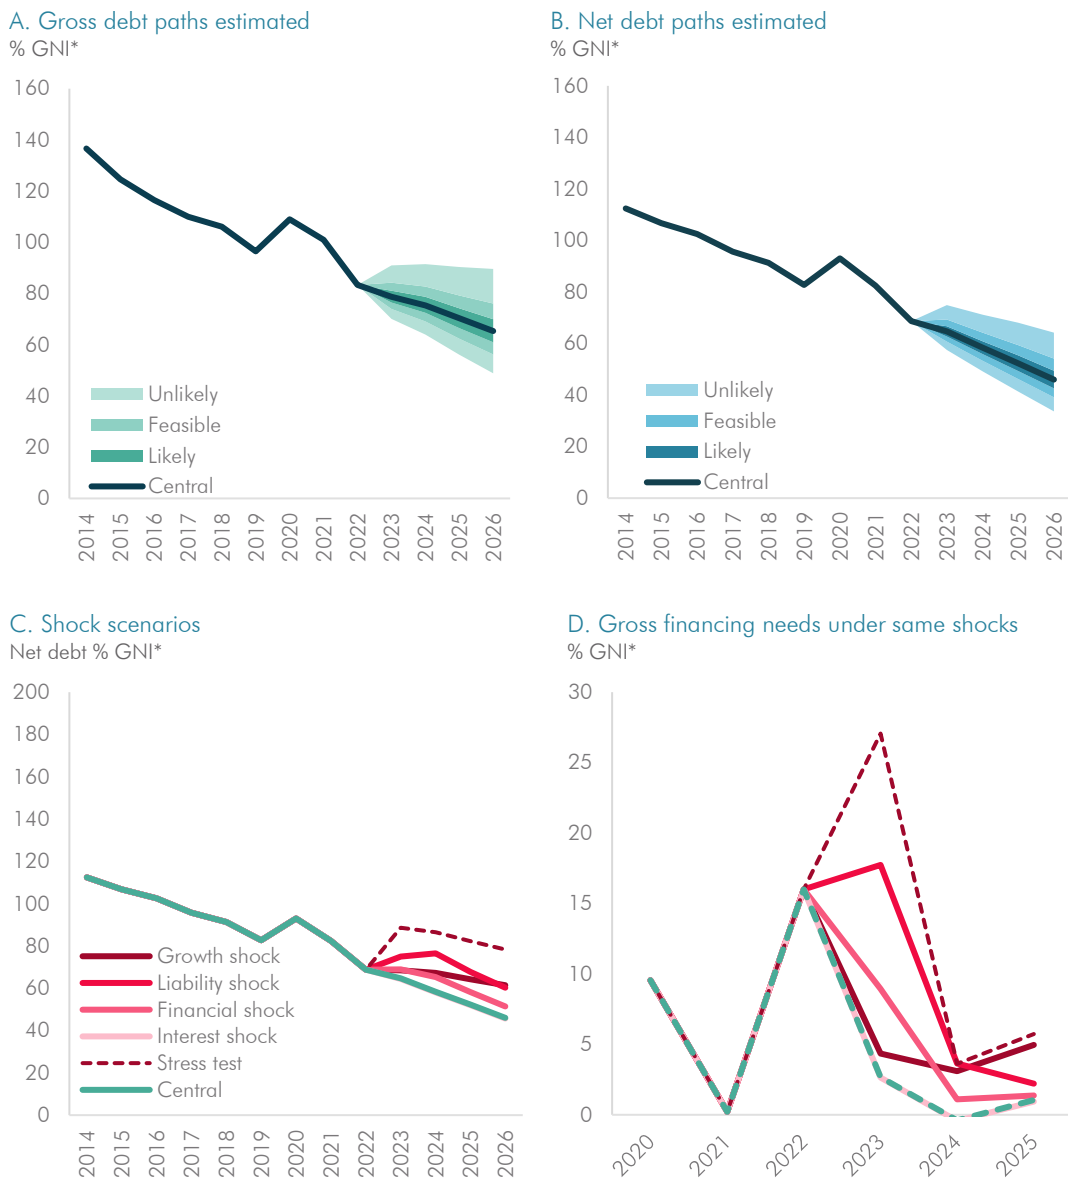 A. Gross debt paths estimated
% GNI*
160
140
120
100
80
60
40
20
0
Unlikely
Feasible
Likely
Central
2014 2015 2016 2017 2018 2019 2020 2021 2022 2023 2024 2025 2026
B. Net debt paths estimated
% GNI*
160
140
120
100
80
60
40
20
0
Unlikely
Feasible
Likely
Central
2014 2015 2016 2017 2018 2019 2020 2021 2022 2023 2024 2025 2026
C. Shock scenarios
Net debt % GNI*
200
180
160
140
120
100
80
60
40
20
0
Growth shock
Liability shock
Financial shock
Interest shock
Stress test
Central
2014 2015 2016 2017 2018 2019 2020 2021 2022 2023 2024 2025 2026
D. Gross financing needs under same shocks
% GNI*
30
25
20
15
10
5
0
2020 2021 2022 2023 2024 2025